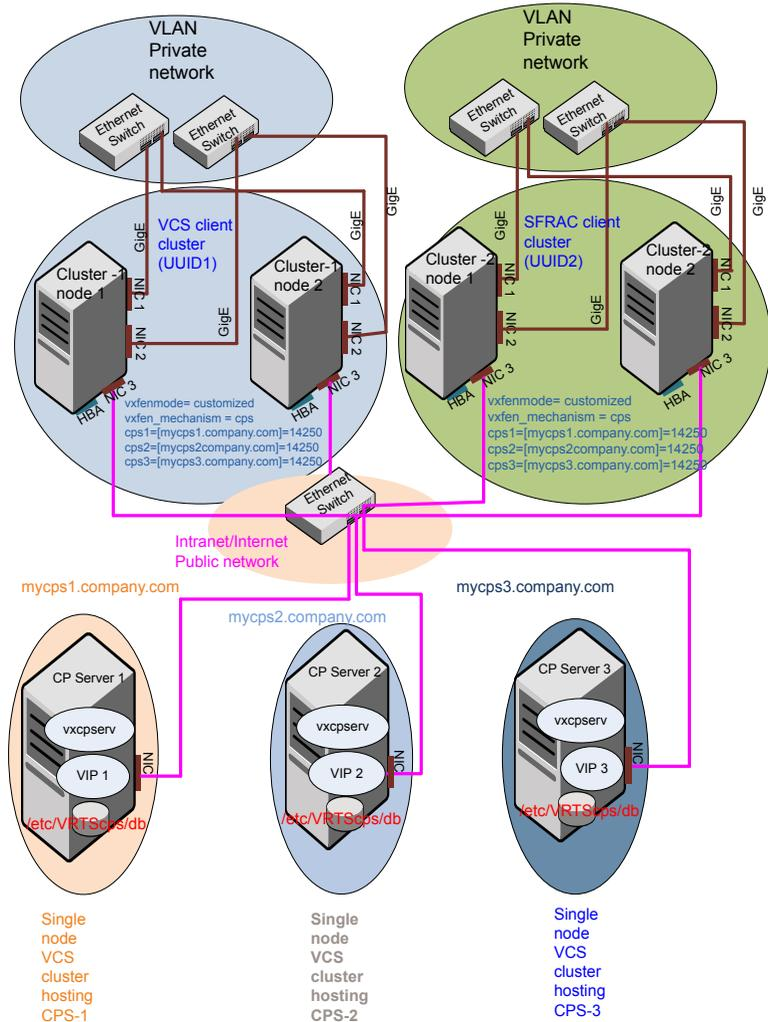 VLAN
Private
network
VLAN
Private
network
Ethernet
Switch
Ethernet
Switch
Ethernet
Switch
Ethernet
Switch
GigE
GigE
GigE
GigE
VCS client
cluster
(UUID1)
GigE
GigE
GigE
GigE
SFRAC client
cluster
(UUID2)
Cluster -1
node 1
NIC 1
NIC 2
NIC 3
HBA
Cluster-1
node 2
NIC 1
NIC 2
NIC 3
HBA
Cluster -2
node 1
NIC 1
NIC 2
NIC 3
HBA
Cluster-2
node 2
NIC 1
NIC 2
NIC 3
HBA
vxfenmode= customized
vxfen_mechanism = cps
cps1=[mycps1.company.com]=14250
cps2=[mycps2company.com]=14250
cps3=[mycps3.company.com]=14250
vxfenmode= customized
vxfen_mechanism = cps
cps1=[mycps1.company.com]=14250
cps2=[mycps2company.com]=14250
cps3=[mycps3.company.com]=14250
Ethernet
Switch
Intranet/Internet
Public network
mycps1.company.com
mycps2.company.com
mycps3.company.com
CP Server 1
vxcpserv
VIP 1
NIC
/etc/VRTScps/db
CP Server 2
vxcpserv
VIP 2
NIC
/etc/VRTScps/db
CP Server 3
vxcpserv
VIP 3
NIC
/etc/VRTScps/db
Single
node
VCS
cluster
hosting
CPS-1
Single
node
VCS
cluster
hosting
CPS-2
Single
node
VCS
cluster
hosting
CPS-3